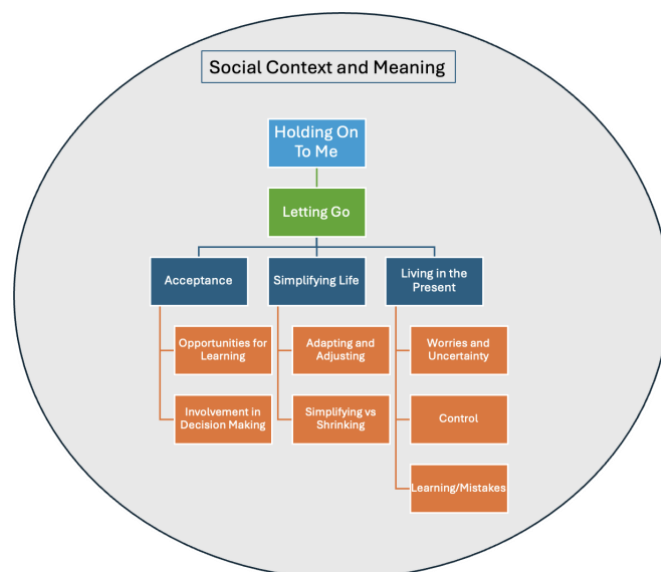 Social Context and Meaning
Holding On
To Me
Letting Go
Acceptance
Simplifying Life
Living in the
Present
Opportunities for
Learning
Adapting and
Adjusting
Worries and
Uncertainty
Involvement in
Decision Making
Simplifying vs
Shrinking
Control
Learning/Mistakes